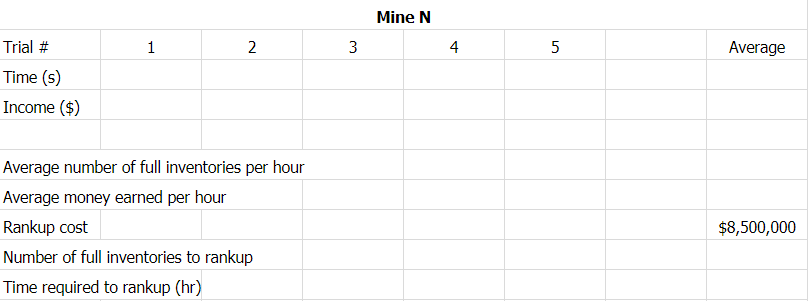 Mine N
Trial # 1 2 3 4 5 Average
Time (s)
Income ($)
Average number of full inventories per hour
Average money earned per hour
Rankup cost $8,500,000
Number of full inventories to rankup
Time required to rankup (hr)